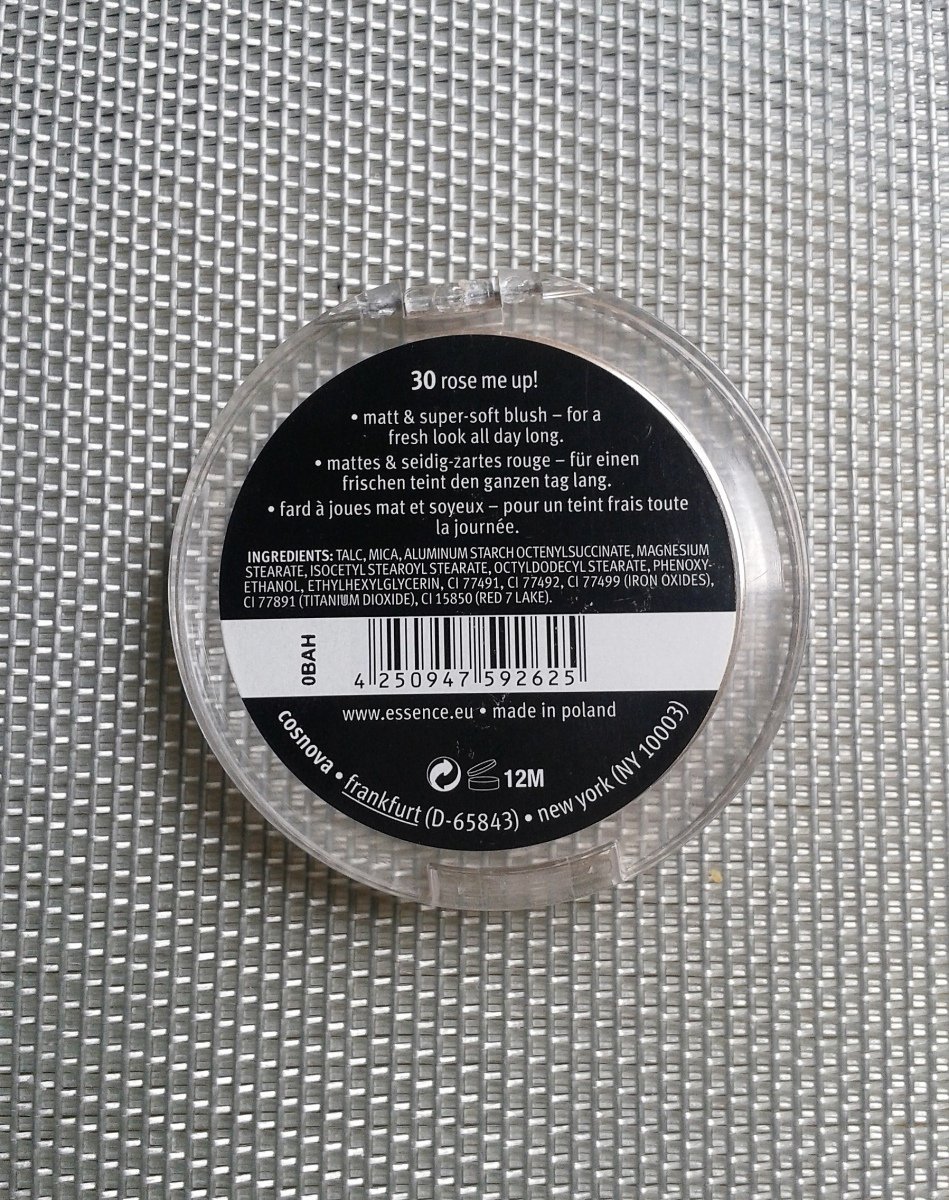 30 rose me up!
• matt & super-soft blush – for a
fresh look all day long.
• mattes & seidig-zartes rouge – für einen
frischen teint den ganzen tag lang.
• fard à joues mat et soyeux – pour un teint frais toute
la journée.
INGREDIENTS: TALC, MICA, ALUMINUM STARCH OCTENYLSUCCINATE, MAGNESIUM
STEARATE, ISOCETYL STEAROYL STEARATE, OCTYLDODECYL STEARATE, PHENOXY-
ETHANOL, ETHYLHEXYLGLYCERIN, CI 77491, CI 77492, CI 77499 (IRON OXIDES),
CI 77891 (TITANIUM DIOXIDE), CI 15850 (RED 7 LAKE).
0BAH
4 250947 592625
www.essence.eu • made in poland
12M
cosnova • frankfurt (D-65843) • new york (NY 10003)